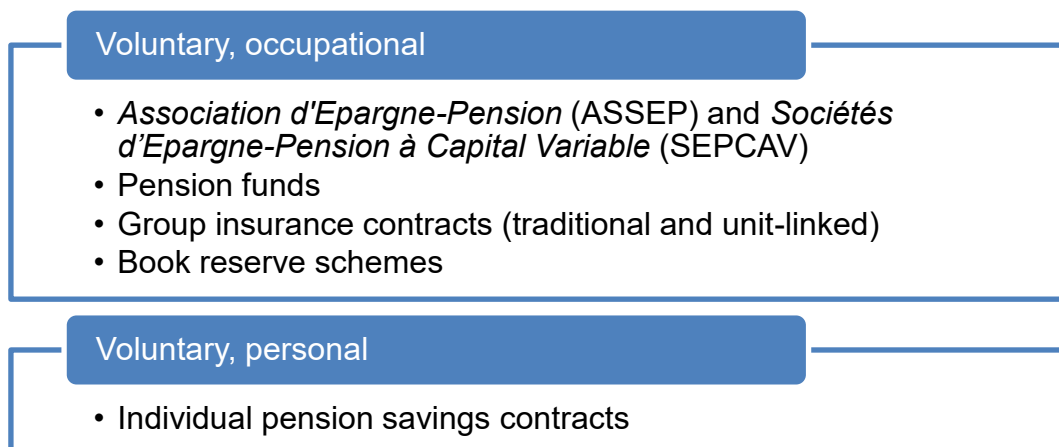 Voluntary, occupational
• Association d'Epargne-Pension (ASSEP) and Sociétés
d’Epargne-Pension à Capital Variable (SEPCAV)
• Pension funds
• Group insurance contracts (traditional and unit-linked)
• Book reserve schemes
Voluntary, personal
• Individual pension savings contracts